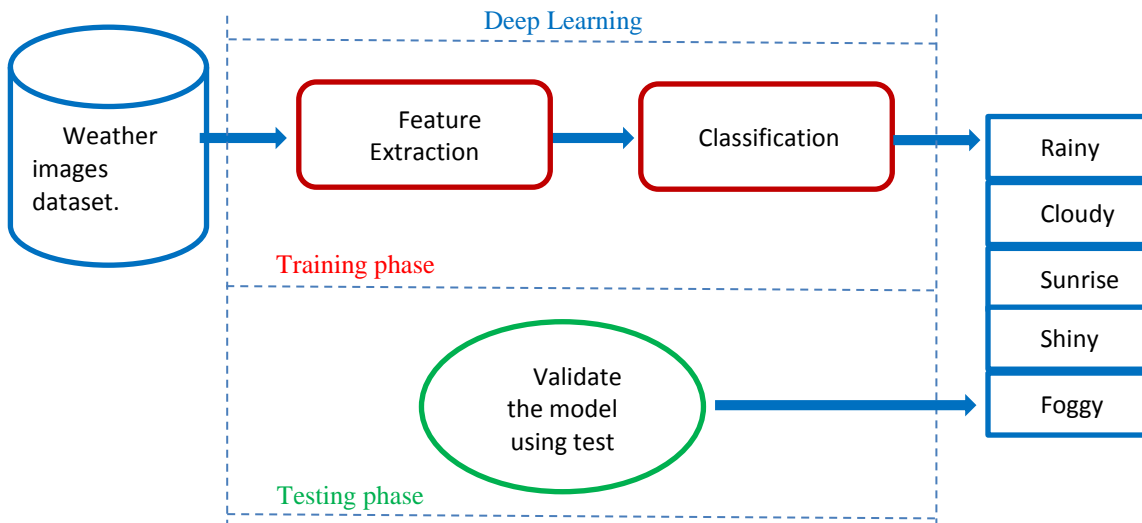 Deep Learning
Weather
images
dataset.
Feature
Extraction
Classification
Rainy
Cloudy
Sunrise
Shiny
Foggy
Training phase
Validate
the model
using test
Testing phase